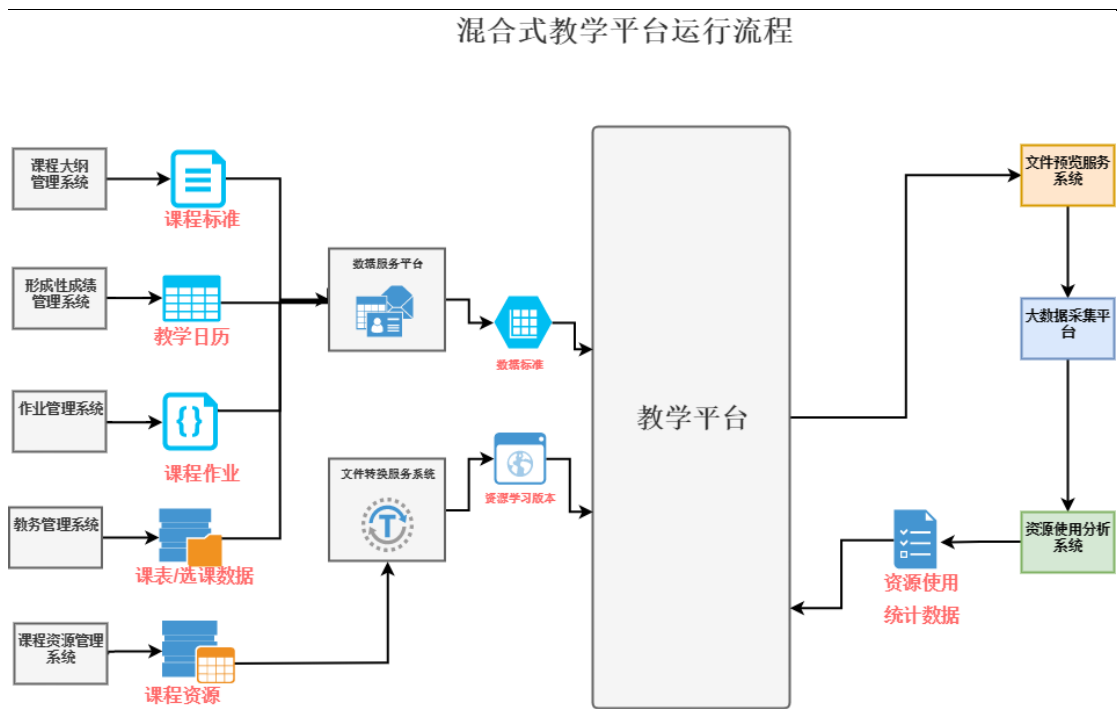 混合式教学平台运行流程
课程大纲
管理系统
课程标准
形成性成绩
管理系统
教学日历
作业管理系统
课程作业
教务管理系统
课表/选课数据
课程资源管理
系统
课程资源
数据服务平台
数据标准
文件转换服务系统
T
资源学习版本
教学平台
文件预览服务
系统
大数据采集平
台
资源使用分析
系统
资源使用
统计数据